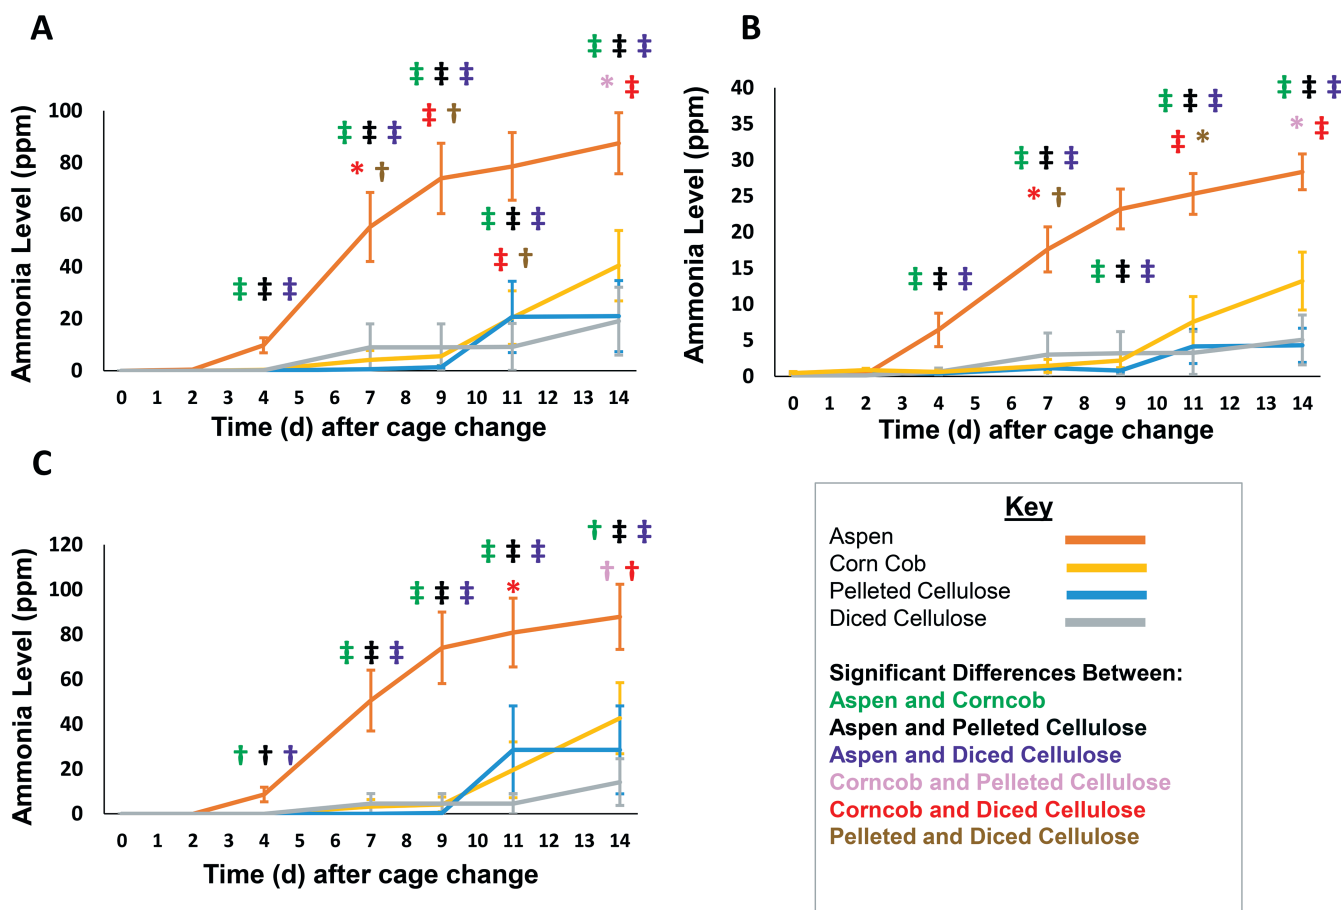 A
‡ ‡ ‡
* ‡
‡ ‡ ‡
‡ †
‡ ‡ ‡
* †
‡ ‡ ‡
‡ †
‡ ‡ ‡
Ammonia Level (ppm)
100
80
60
40
20
0
0 1 2 3 4 5 6 7 8 9 10 11 12 13 14
Time (d) after cage change
B
‡ ‡ ‡
* ‡
‡ ‡ ‡
‡ *
‡ ‡ ‡
* †
‡ ‡ ‡
‡ ‡ ‡
Ammonia Level (ppm)
40
35
30
25
20
15
10
5
0
0 1 2 3 4 5 6 7 8 9 10 11 12 13 14
Time (d) after cage change
C
† ‡ ‡
† †
‡ ‡ ‡
*
‡ ‡ ‡
‡ ‡ ‡
† † †
Ammonia Level (ppm)
120
100
80
60
40
20
0
0 1 2 3 4 5 6 7 8 9 10 11 12 13 14
Time (d) after cage change
Key
Aspen
Corn Cob
Pelleted Cellulose
Diced Cellulose
Significant Differences Between:
Aspen and Corncob
Aspen and Pelleted Cellulose
Aspen and Diced Cellulose
Corncob and Pelleted Cellulose
Corncob and Diced Cellulose
Pelleted and Diced Cellulose